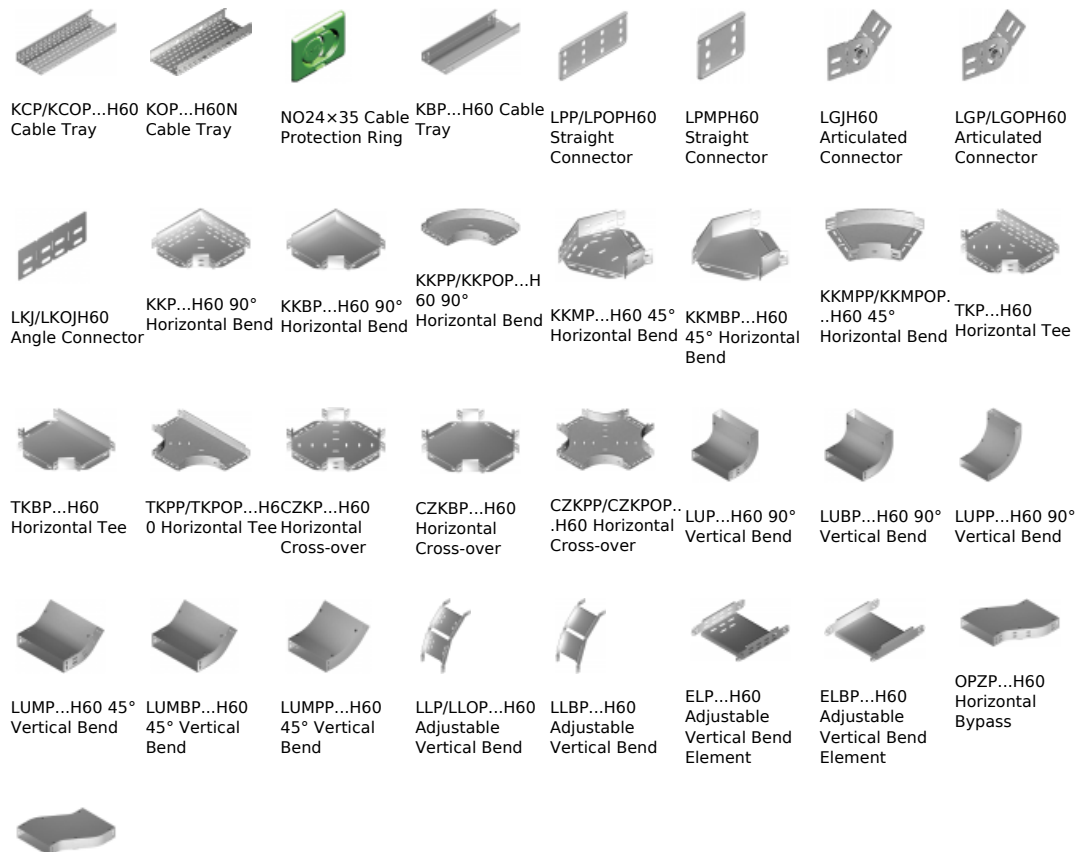 KCP/KCOP...H60
Cable Tray
KOP...H60N
Cable Tray
NO24×35 Cable
Protection Ring
KBP...H60 Cable
Tray
LPP/LPOPH60
Straight
Connector
LPMPH60
Straight
Connector
LGJH60
Articulated
Connector
LGP/LGOPH60
Articulated
Connector
LKJ/LKOJH60
Angle Connector
KKP...H60 90°
Horizontal Bend
KKBP...H60 90°
Horizontal Bend
KKPP/KKPOP...H
60 90°
Horizontal Bend
KKMP...H60 45°
Horizontal Bend
KKMBP...H60
45° Horizontal
Bend
KKMPP/KKMPOP.
..H60 45°
Horizontal Bend
TKP...H60
Horizontal Tee
TKBP...H60
Horizontal Tee
TKPP/TKPOP...H6
0 Horizontal Tee
CZKP...H60
Horizontal
Cross-over
CZKBP...H60
Horizontal
Cross-over
CZKPP/CZKPOP..
.H60 Horizontal
Cross-over
LUP...H60 90°
Vertical Bend
LUBP...H60 90°
Vertical Bend
LUPP...H60 90°
Vertical Bend
LUMP...H60 45°
Vertical Bend
LUMBP...H60
45° Vertical
Bend
LUMPP...H60
45° Vertical
Bend
LLP/LLOP...H60
Adjustable
Vertical Bend
LLBP...H60
Adjustable
Vertical Bend
ELP...H60
Adjustable
Vertical Bend
Element
ELBP...H60
Adjustable
Vertical Bend
Element
OPZP...H60
Horizontal
Bypass